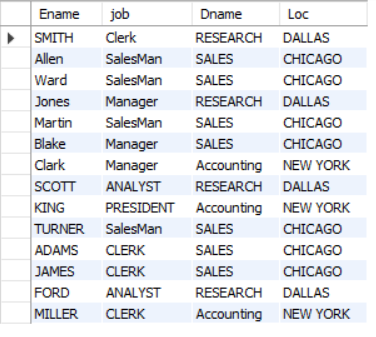 Ename job Dname Loc
SMITH Clerk RESEARCH DALLAS
Allen SalesMan SALES CHICAGO
Ward SalesMan SALES CHICAGO
Jones Manager RESEARCH DALLAS
Martin SalesMan SALES CHICAGO
Blake Manager SALES CHICAGO
Clark Manager Accounting NEW YORK
SCOTT ANALYST RESEARCH DALLAS
KING PRESIDENT Accounting NEW YORK
TURNER SalesMan SALES CHICAGO
ADAMS CLERK SALES CHICAGO
JAMES CLERK SALES CHICAGO
FORD ANALYST RESEARCH DALLAS
MILLER CLERK Accounting NEW YORK